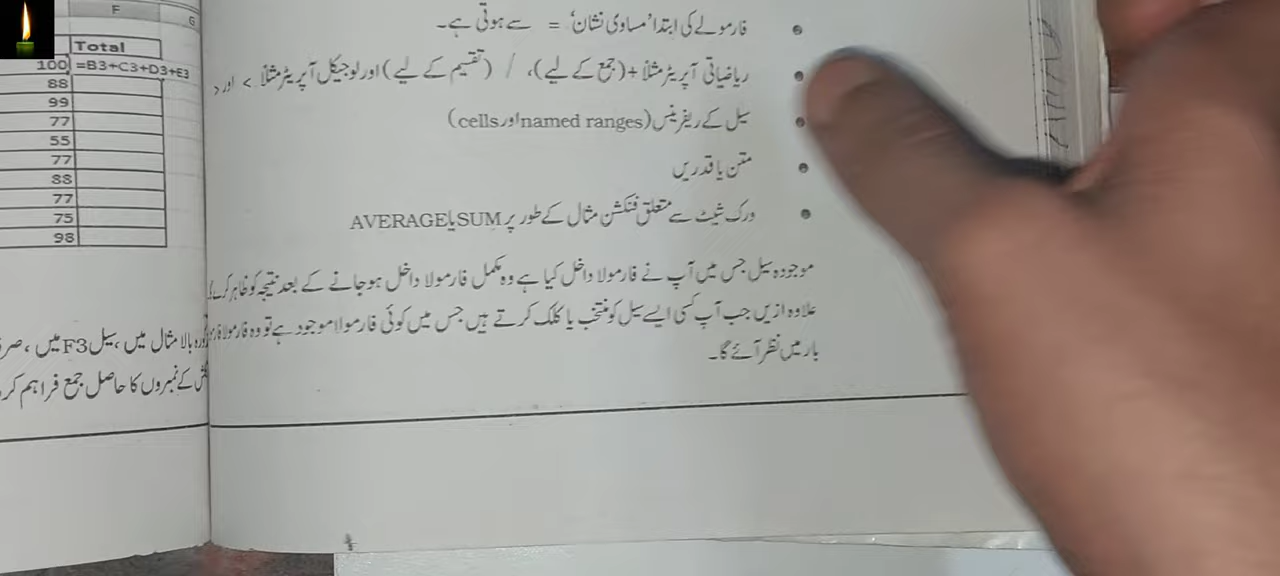 فارمولے کی ابتدا 'مساوی نشان' = سے ہوتی ہے۔
ریاضیاتی آپریٹر مثلاً + (جمع کے لیے)، / (تقسیم کے لیے) اور لوجیکل آپریٹر مثلاً > اور <
سیل کے ریفرینس (cells اور named ranges)
متن یا قدریں
ورک شیٹ سے متعلق فنکشن مثال کے طور پر SUM یا AVERAGE
موجودہ سیل جس میں آپ نے فارمولا داخل کیا ہے وہ مکمل فارمولا داخل ہوجانے کے بعد نتیجہ کو ظاہر کرے
علاوہ ازیں جب آپ کسی ایسے سیل کو منتخب یا کلک کرتے ہیں جس میں کوئی فارمولا موجود ہے تو وہ فارمولا
بار میں نظر آئے گا۔
F
G
Total
100 =B3+C3+D3+E3
88
99
77
55
77
88
77
75
98
بالا مثال میں، سیل F3 میں،
کے نمبروں کا حاصل جمع فراہم